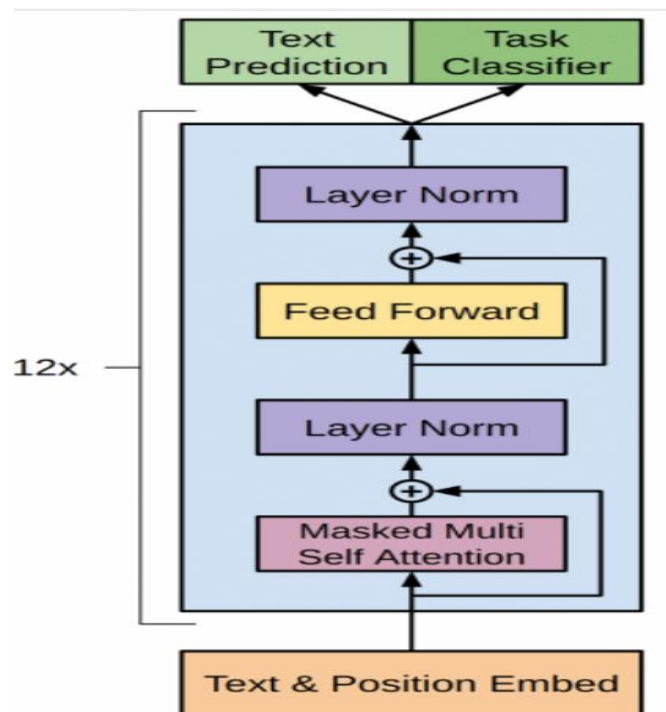 Text
Prediction
Task
Classifier
Layer Norm
+
Feed Forward
12x
Layer Norm
+
Masked Multi
Self Attention
Text & Position Embed